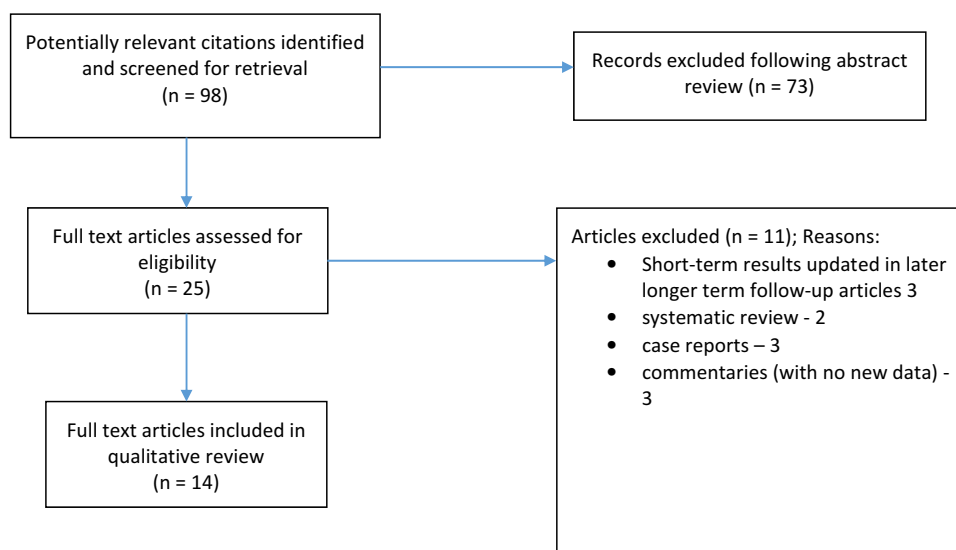 Potentially relevant citations identified
and screened for retrieval
(n = 98)
Records excluded following abstract
review (n = 73)
Full text articles assessed for
eligibility
(n = 25)
Articles excluded (n = 11); Reasons:
• Short-term results updated in later
longer term follow-up articles 3
• systematic review - 2
• case reports – 3
• commentaries (with no new data) -
3
Full text articles included in
qualitative review
(n = 14)